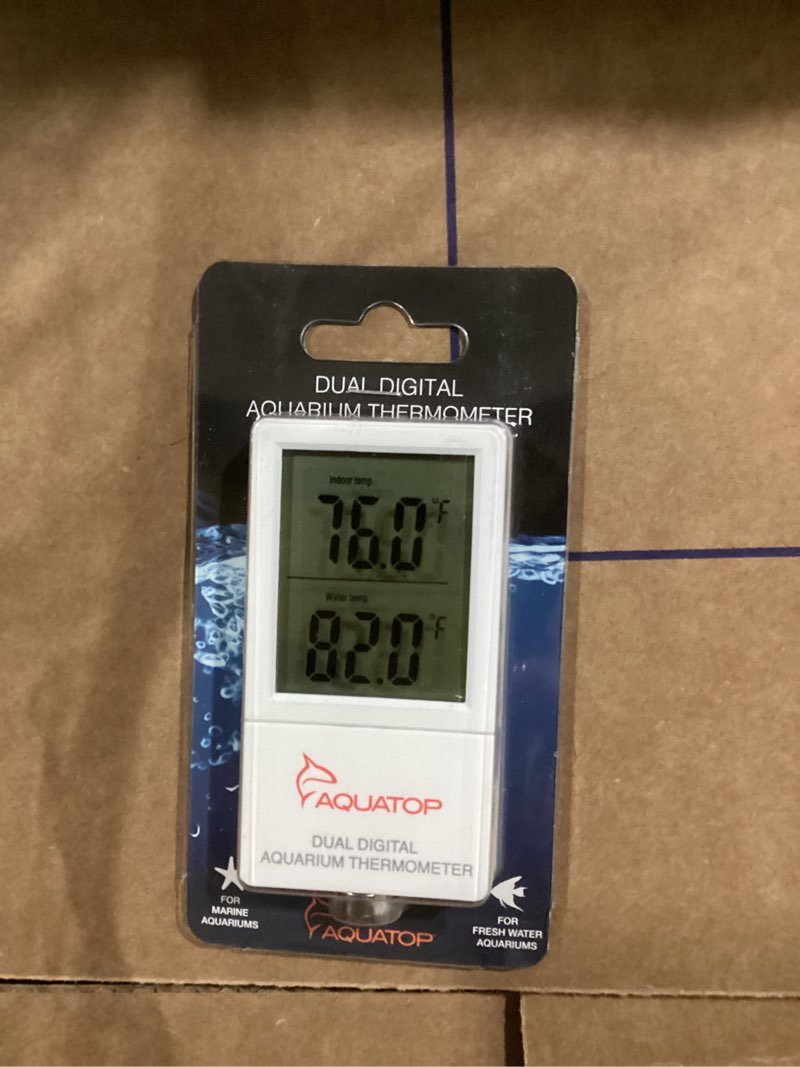 DUAL DIGITAL
AQUARIUM THERMOMETER
Indoor temp.
76.0°F
Water temp.
82.0°F
AQUATOP
DUAL DIGITAL
AQUARIUM THERMOMETER
FOR
MARINE
AQUARIUMS
AQUATOP
FOR
FRESH WATER
AQUARIUMS